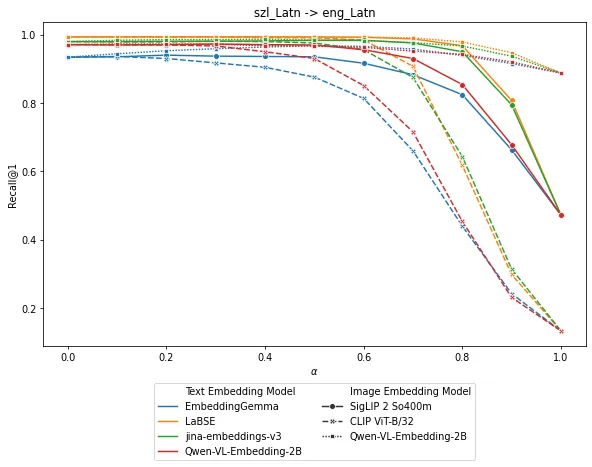 szl_Latn -> eng_Latn
Recall@1
1.0
0.8
0.6
0.4
0.2
0.0 0.2 0.4 0.6 0.8 1.0
α
Text Embedding Model
EmbeddingGemma
LaBSE
jina-embeddings-v3
Qwen-VL-Embedding-2B
Image Embedding Model
SigLIP 2 So400m
CLIP ViT-B/32
Qwen-VL-Embedding-2B